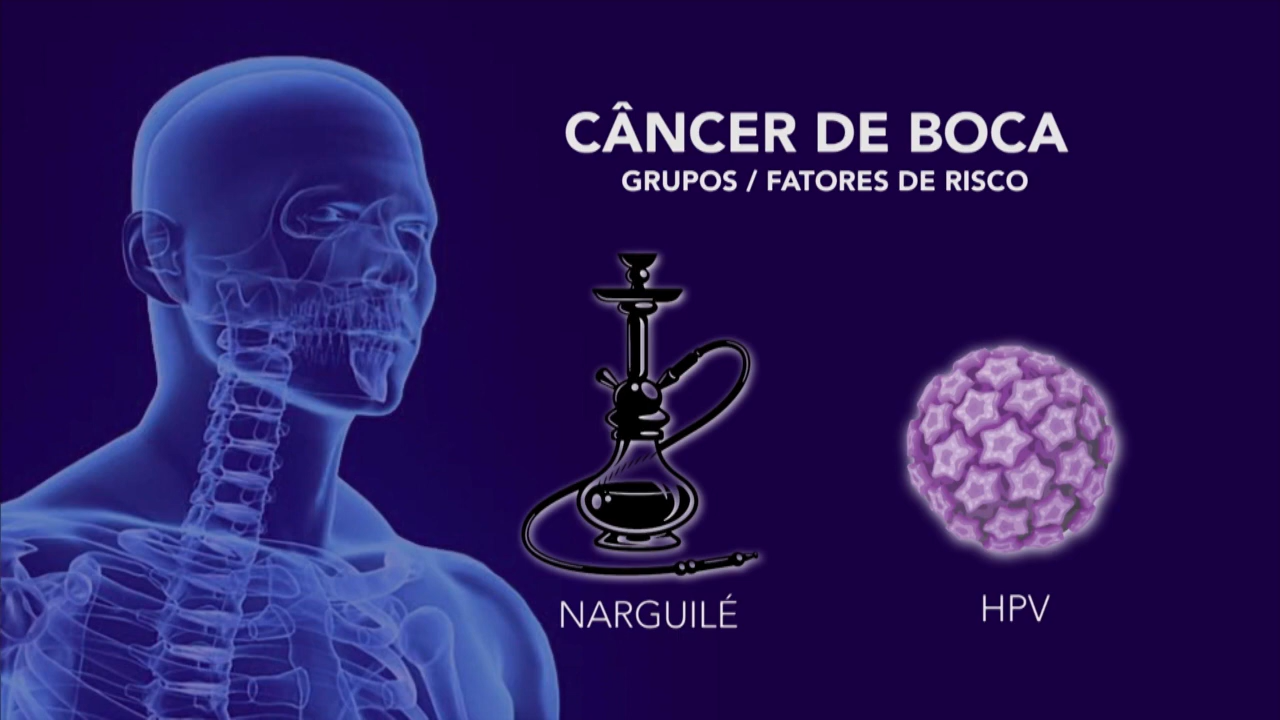 CÂNCER DE BOCA
GRUPOS / FATORES DE RISCO
NARGUILÉ
HPV